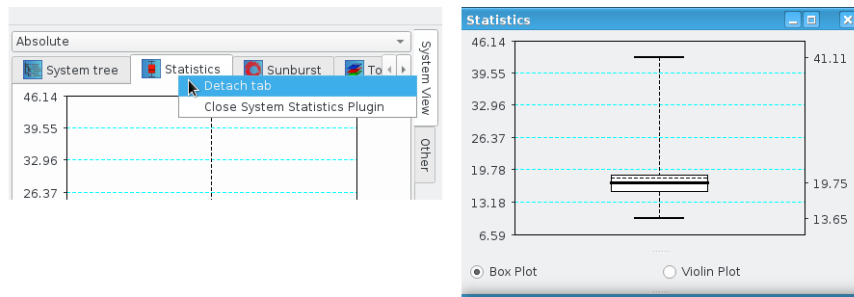 Absolute
System tree
Statistics
Sunburst
To
Detach tab
Close System Statistics Plugin
46.14
39.55
32.96
26.37
System View
Other
Statistics
46.14
39.55
32.96
26.37
19.78
13.18
6.59
41.11
19.75
13.65
Box Plot
Violin Plot